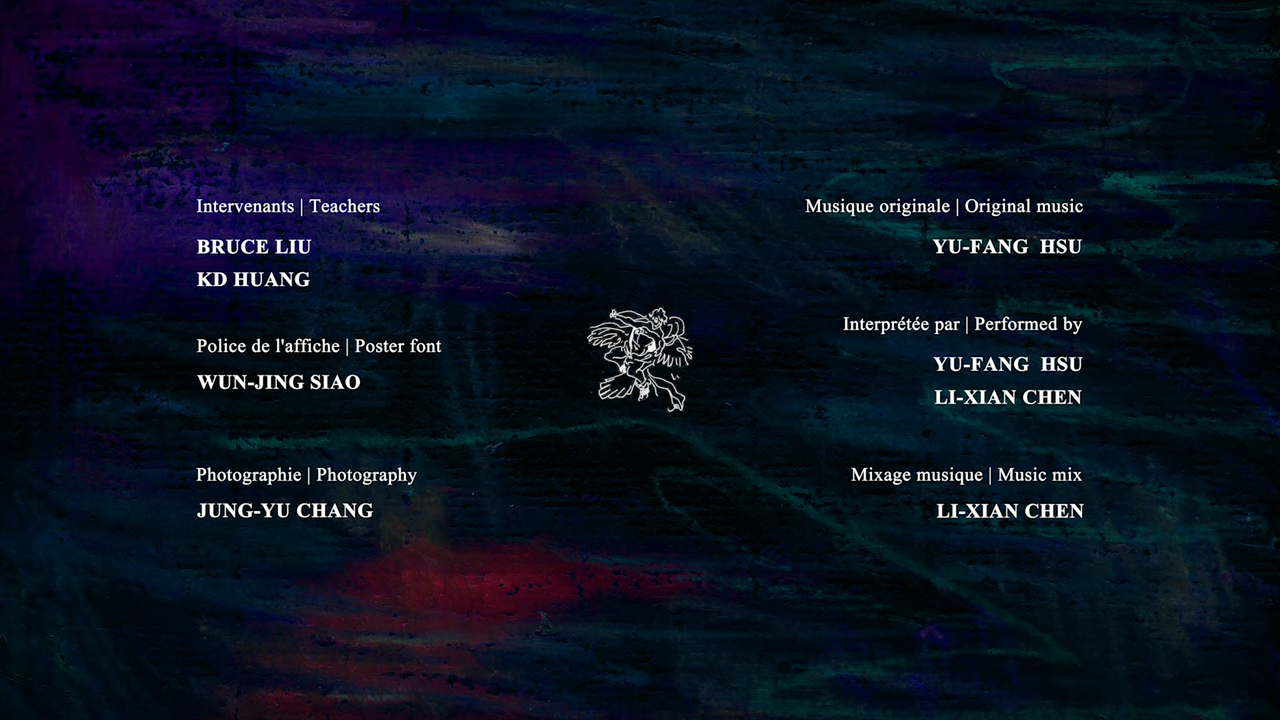 Intervenants | Teachers
BRUCE LIU
KD HUANG
Police de l'affiche | Poster font
WUN-JING SIAO
Photographie | Photography
JUNG-YU CHANG
Musique originale | Original music
YU-FANG HSU
Interprétée par | Performed by
YU-FANG HSU
LI-XIAN CHEN
Mixage musique | Music mix
LI-XIAN CHEN